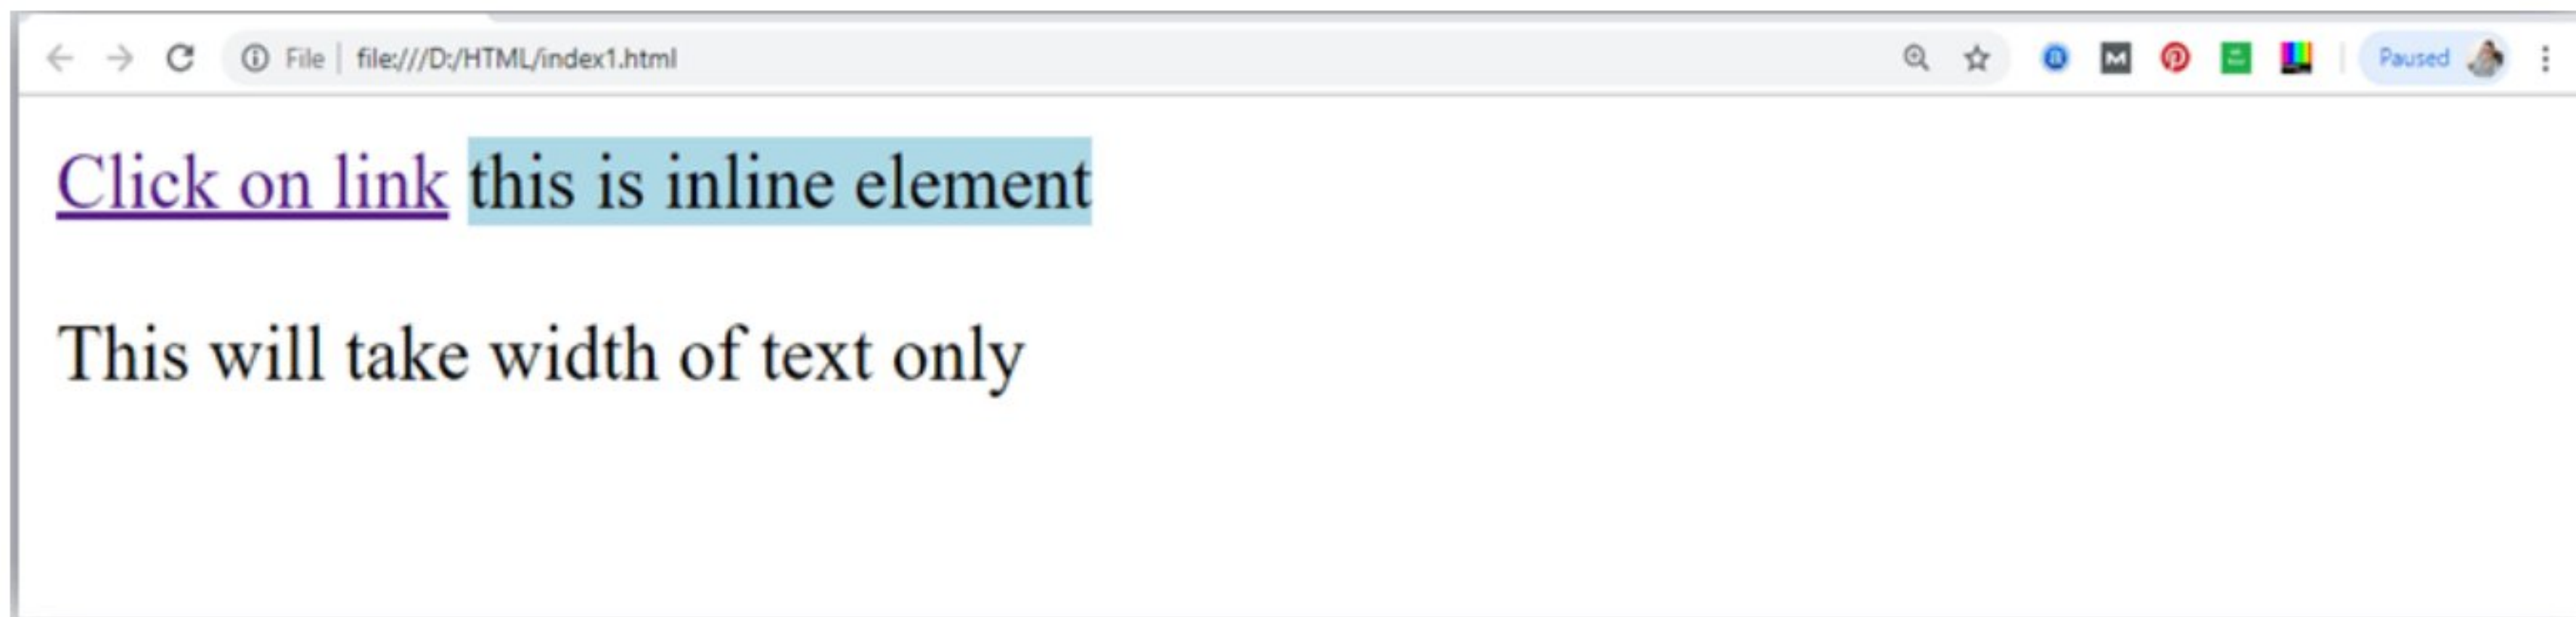 File file:///D:/HTML/index1.html Paused
Click on link this is inline element
This will take width of text only